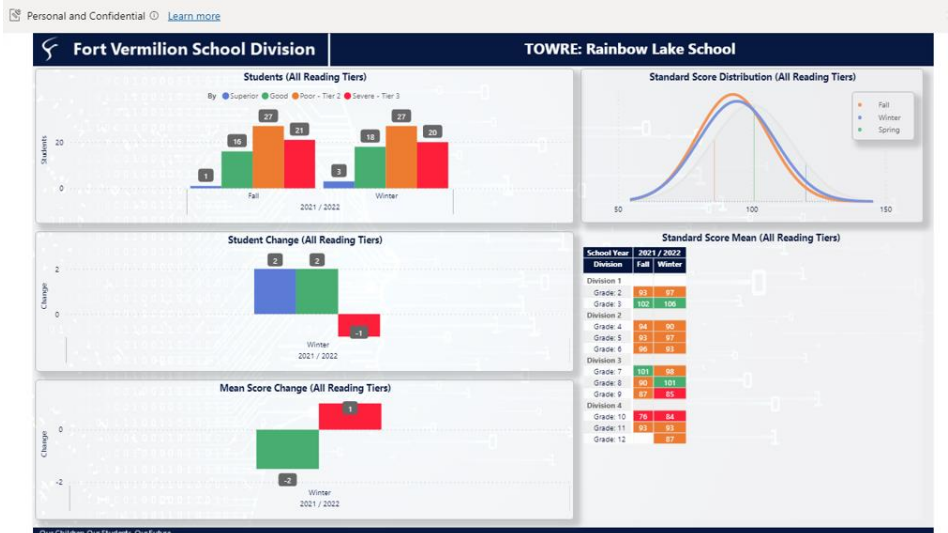 Personal and Confidential Learn more
Fort Vermilion School Division
TOWRE: Rainbow Lake School
Students (All Reading Tiers)
By Superior Good Poor - Tier 2 Severe - Tier 3
Students
20
0
1
16
27
21
3
18
27
20
Fall
Winter
2021 / 2022
Standard Score Distribution (All Reading Tiers)
Fall
Winter
Spring
50
100
150
Student Change (All Reading Tiers)
Change
2
0
2
2
-1
Winter
2021 / 2022
Mean Score Change (All Reading Tiers)
Change
0
-2
1
-2
Winter
2021 / 2022
Standard Score Mean (All Reading Tiers)
School Year 2021 / 2022
Division Fall Winter
Division 1
Grade: 2 93 97
Grade: 3 102 106
Division 2
Grade: 4 94 90
Grade: 5 93 97
Grade: 6 96 93
Division 3
Grade: 7 101 98
Grade: 8 90 101
Grade: 9 87 85
Division 4
Grade: 10 76 84
Grade: 11 93 93
Grade: 12 87